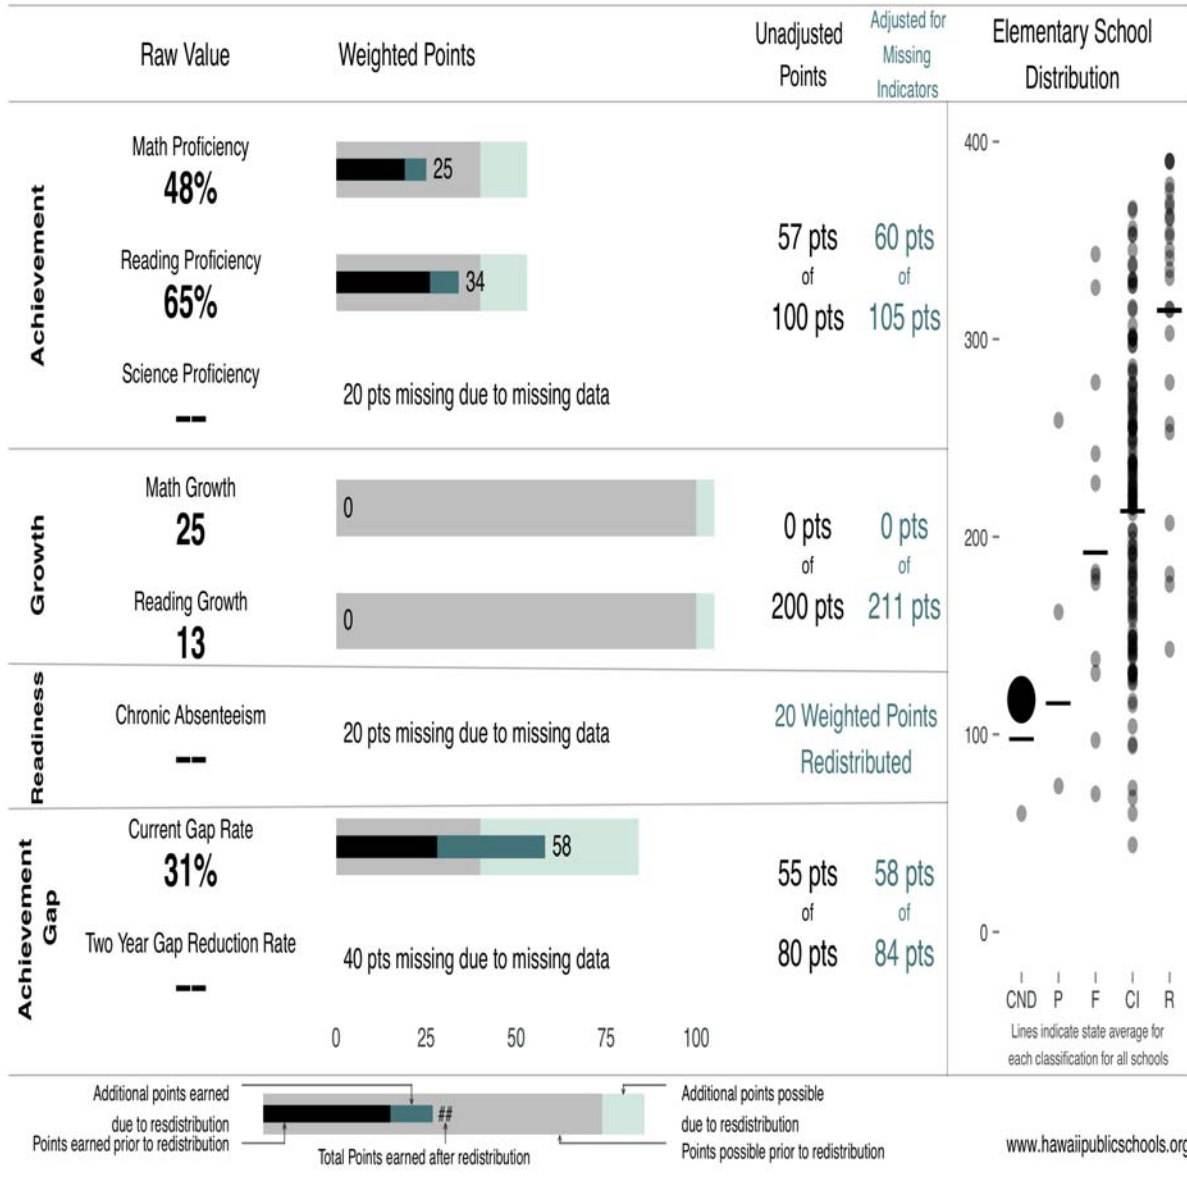 Raw Value
Weighted Points
Unadjusted
Points
Adjusted for
Missing
Indicators
Elementary School
Distribution
Achievement
Math Proficiency
48%
25
Reading Proficiency
65%
34
Science Proficiency
--
20 pts missing due to missing data
57 pts
of
100 pts
60 pts
of
105 pts
Growth
Math Growth
25
0
Reading Growth
13
0
0 pts
of
200 pts
0 pts
of
211 pts
Readiness
Chronic Absenteeism
--
20 pts missing due to missing data
20 Weighted Points
Redistributed
Achievement
Gap
Current Gap Rate
31%
58
Two Year Gap Reduction Rate
--
40 pts missing due to missing data
55 pts
of
80 pts
58 pts
of
84 pts
0 25 50 75 100
400
300
200
100
0
CND P F CI R
Lines indicate state average for
each classification for all schools
Additional points earned
due to resdistribution
Points earned prior to redistribution
##
Total Points earned after redistribution
Additional points possible
due to resdistribution
Points possible prior to redistribution
www.hawaiipublicschools.org